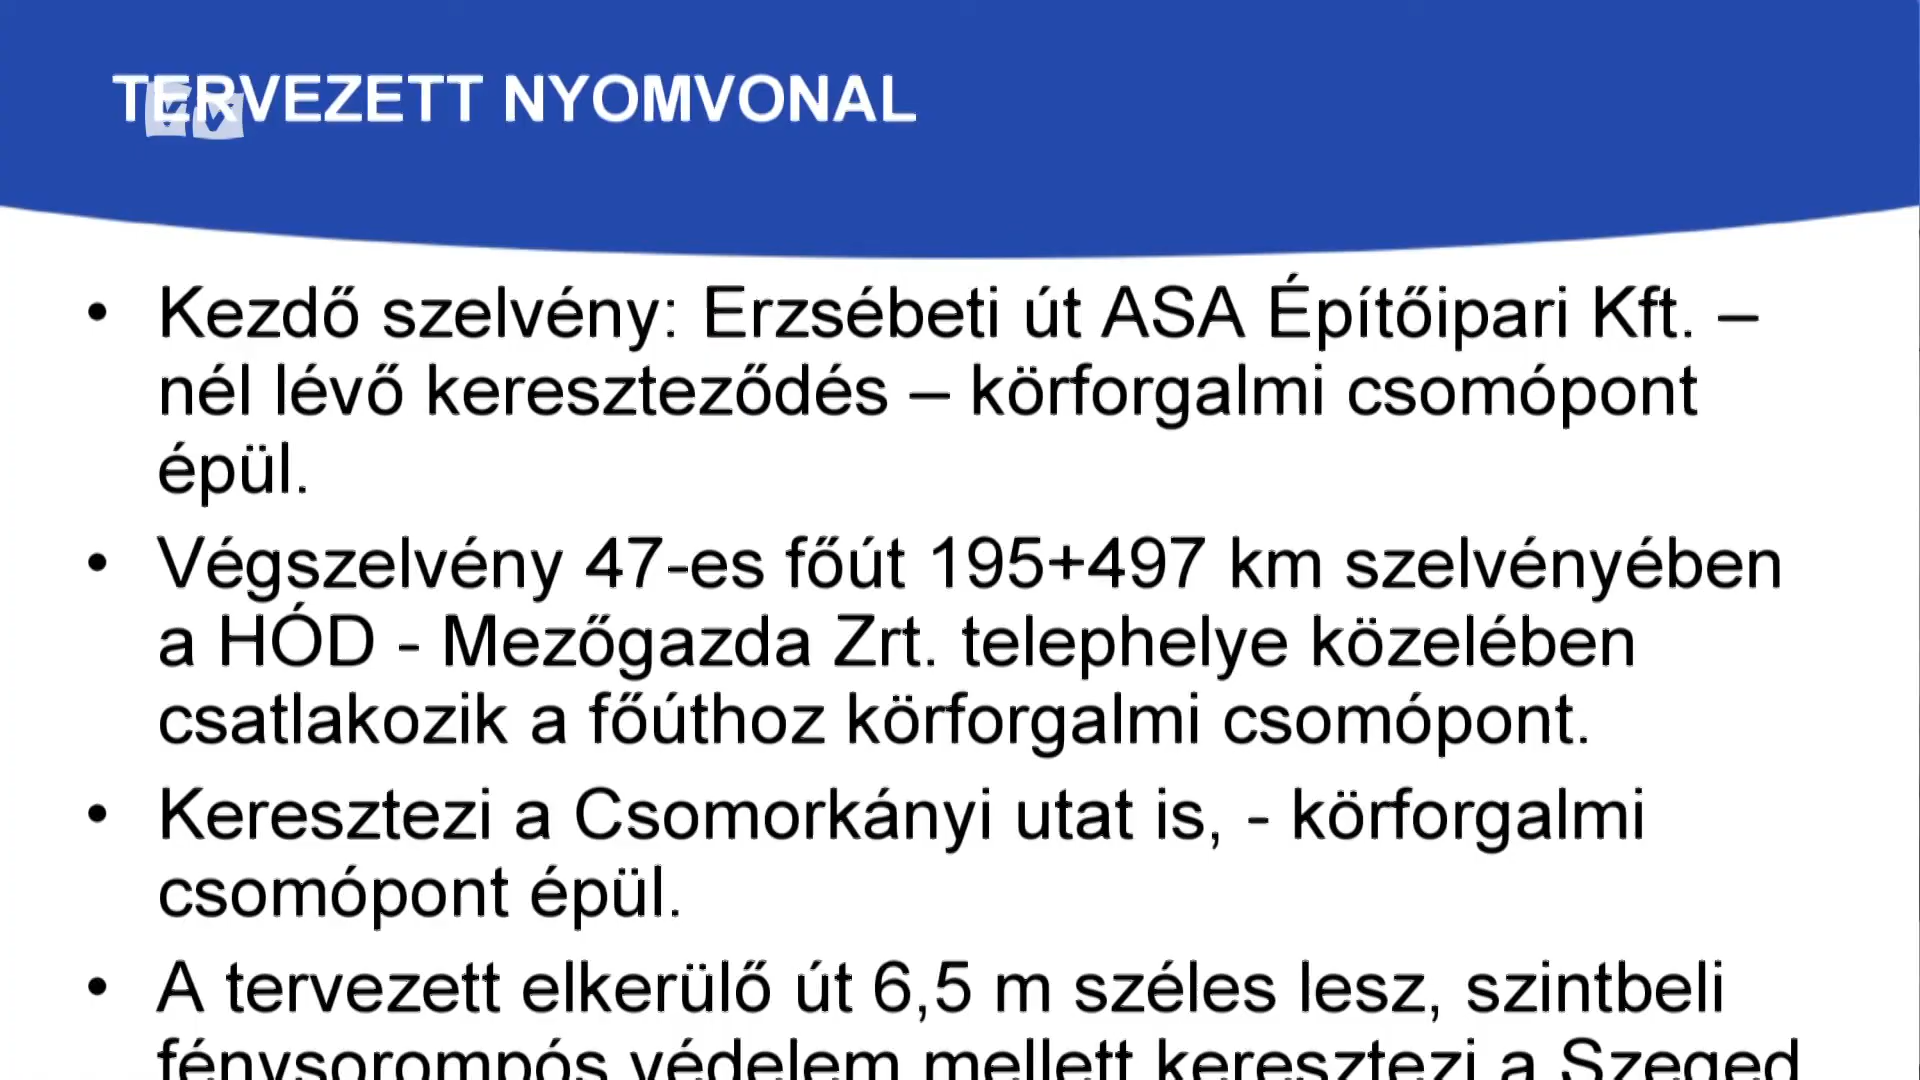 TERVEZETT NYOMVONAL
• Kezdő szelvény: Erzsébeti út ASA Építőipari Kft. –
nél lévő kereszteződés – körforgalmi csomópont
épül.
• Végszelvény 47-es főút 195+497 km szelvényében
a HÓD - Mezőgazda Zrt. telephelye közelében
csatlakozik a főúthoz körforgalmi csomópont.
• Keresztezi a Csomorkányi utat is, - körforgalmi
csomópont épül.
• A tervezett elkerülő út 6,5 m széles lesz, szintbeli
fénysorompós védelem mellett keresztezi a Szeged